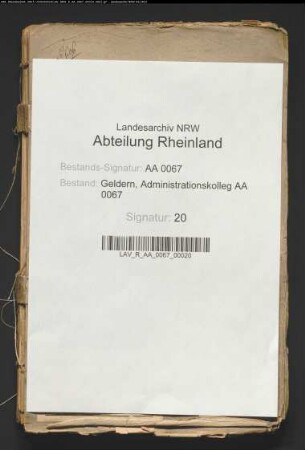 Landesarchiv NRW
Abteilung Rheinland
Bestands-Signatur: AA 0067
Bestand: Geldern, Administrationskolleg AA
0067
Signatur: 20
LAV_R_AA_0067_00020